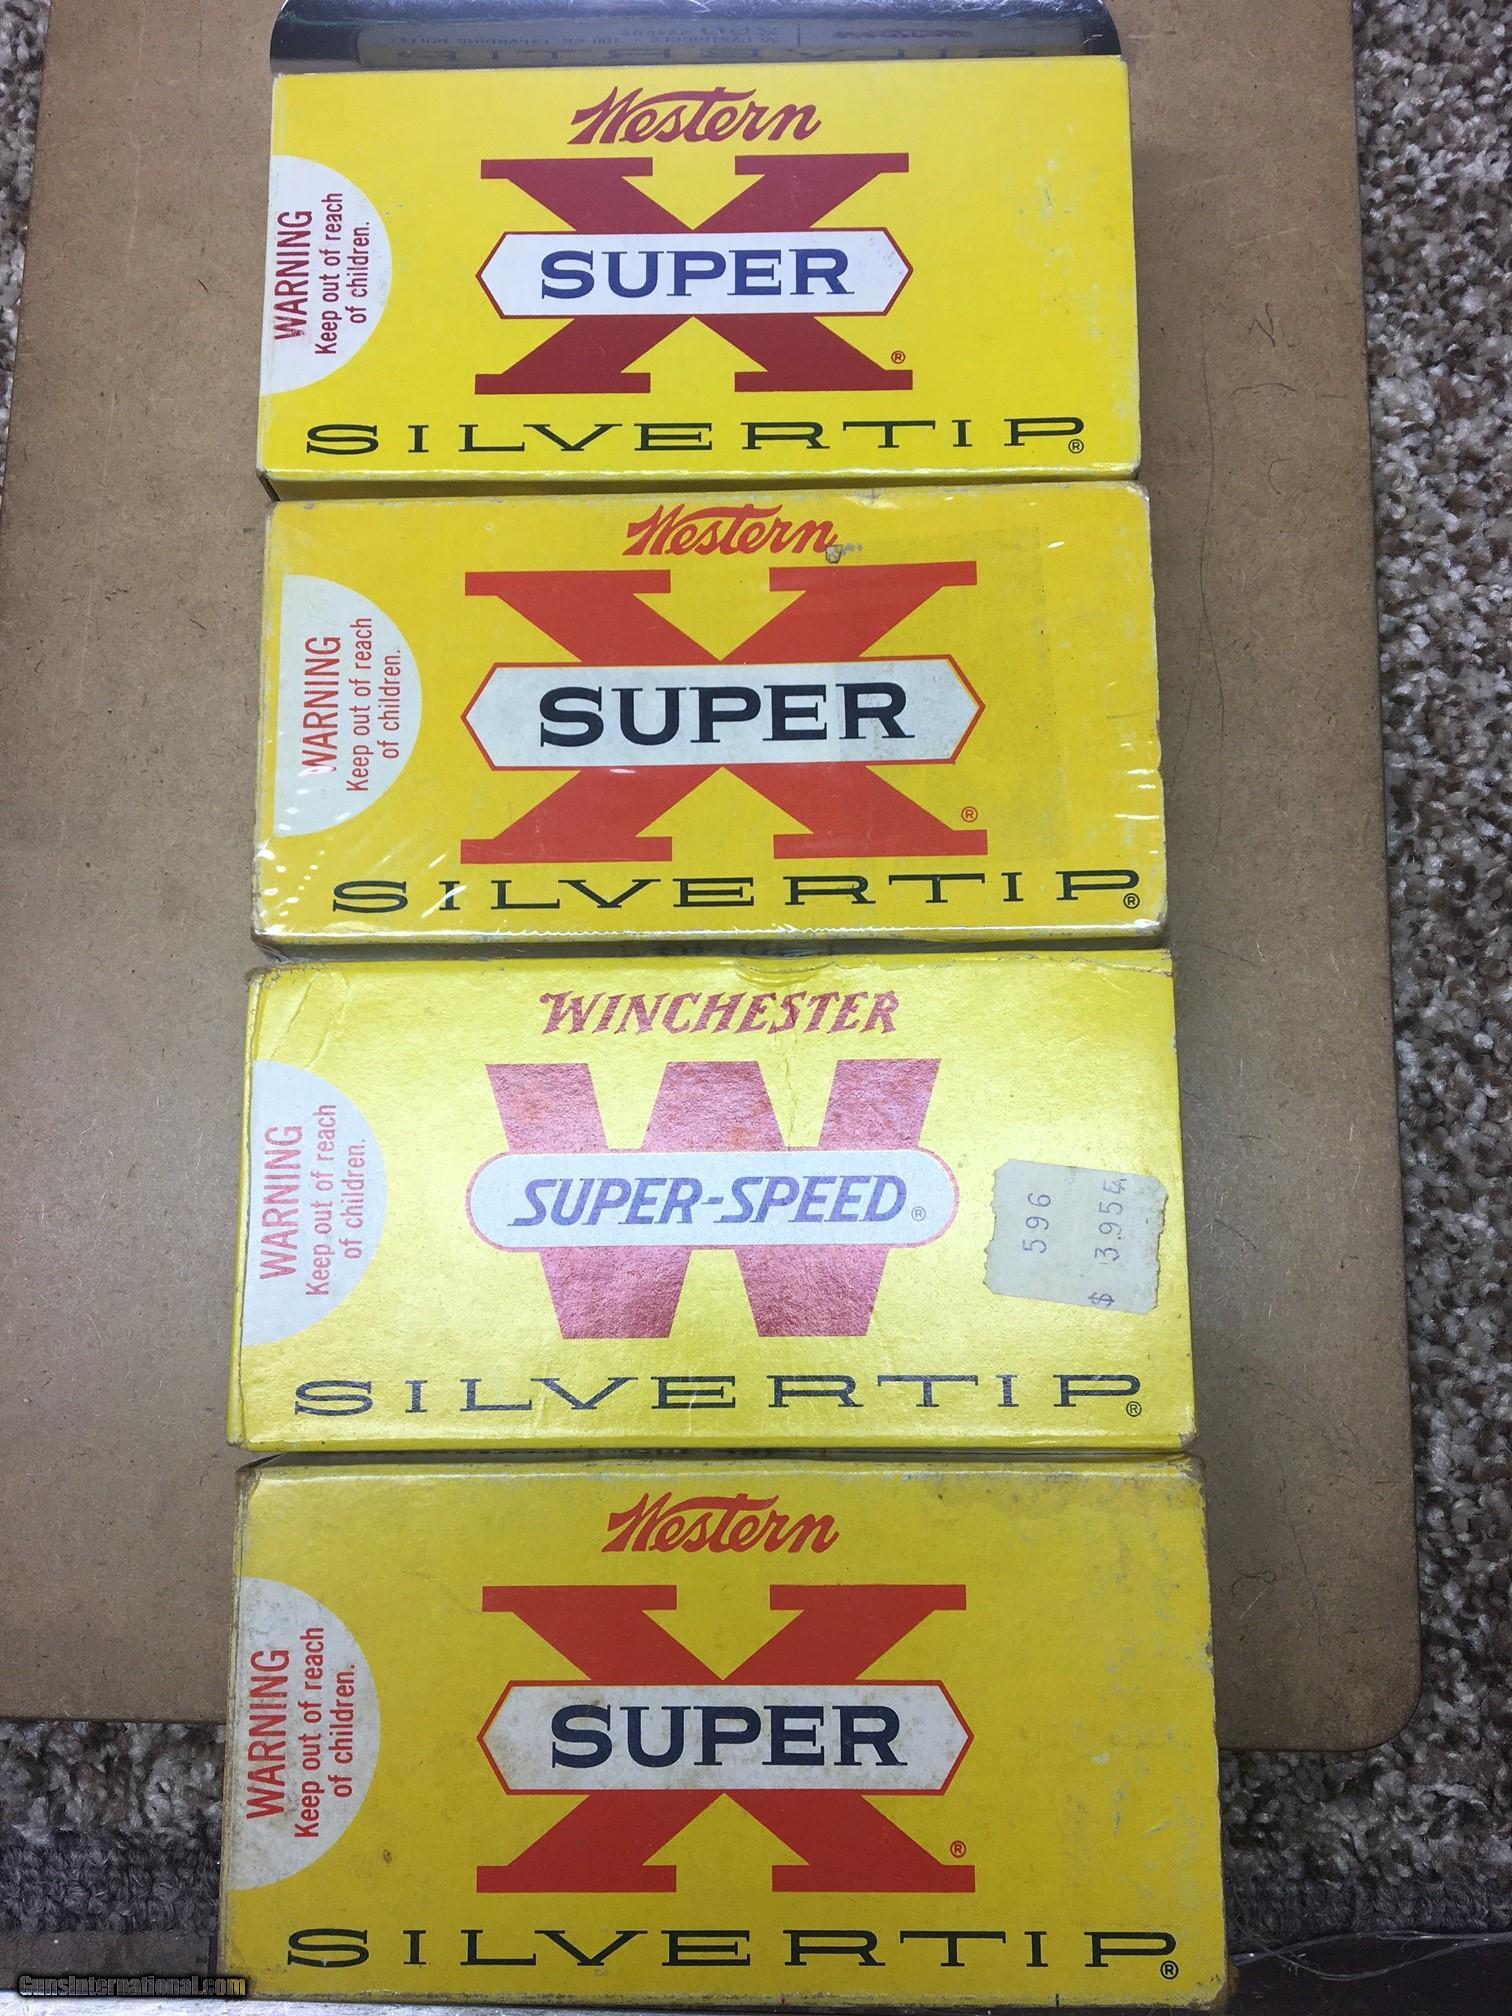 Western
X
SUPER
®
SILVERTIP®
WARNING
Keep out of reach
of children.
Western
X
SUPER
®
SILVERTIP®
WARNING
Keep out of reach
of children.
WINCHESTER
W
SUPER-SPEED®
SILVERTIP®
WARNING
Keep out of reach
of children.
596
$ 3.95
Western
X
SUPER
®
SILVERTIP®
WARNING
Keep out of reach
of children.
GunsInternational.com